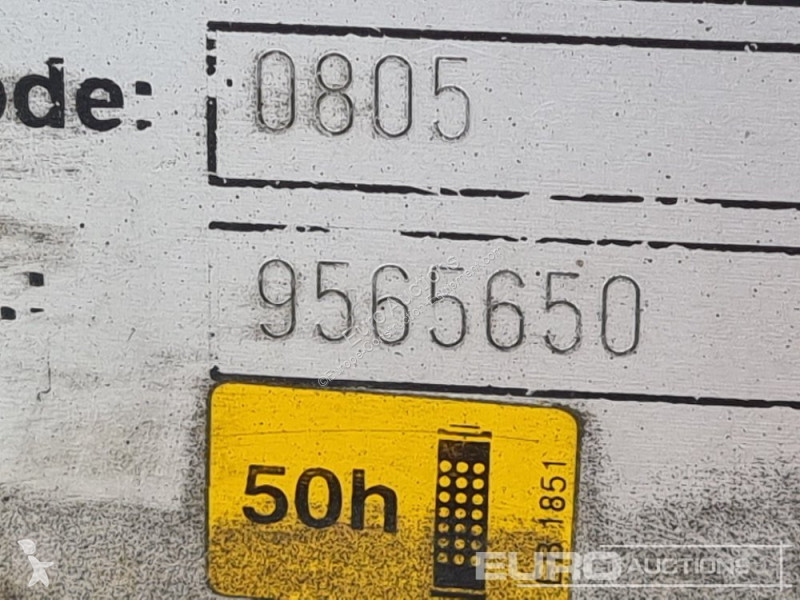 ode: 0805
: 9565650
50h
1851
EURO AUCTIONS